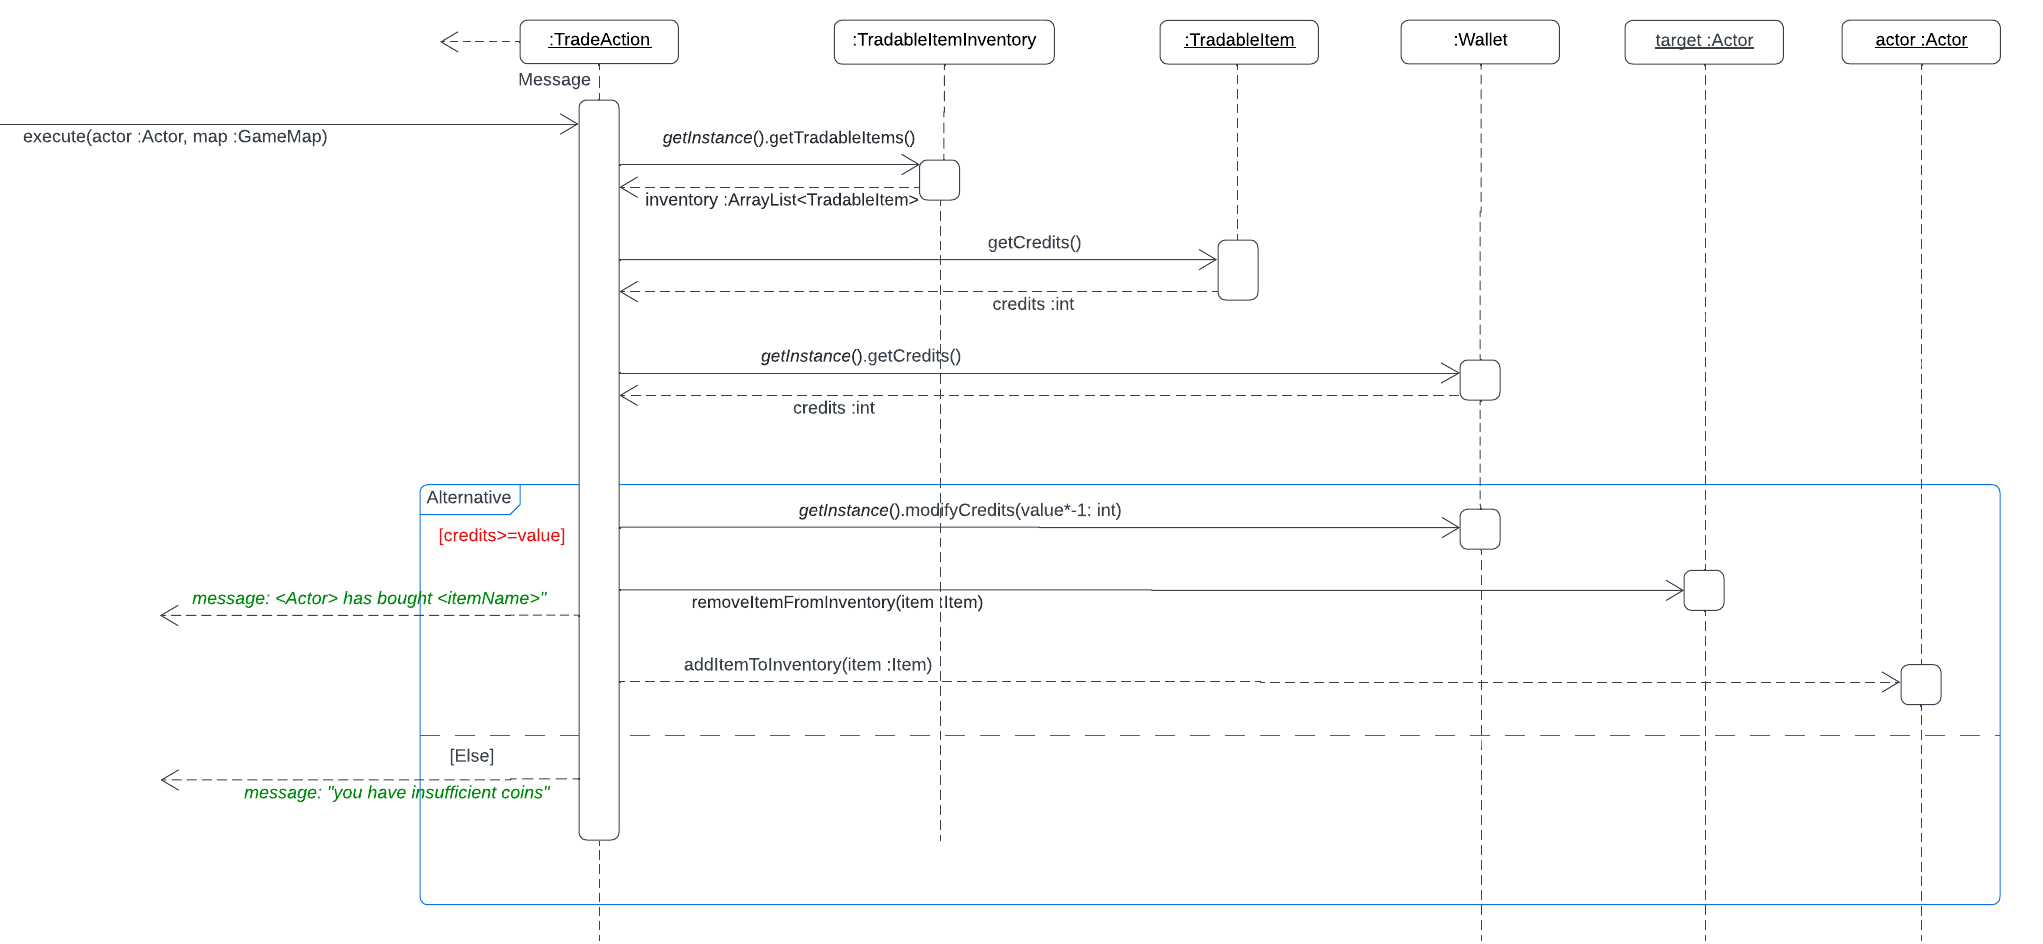 :TradeAction
:TradableItemInventory
:TradableItem
:Wallet
target :Actor
actor :Actor
Message
execute(actor :Actor, map :GameMap)
getInstance().getTradableItems()
inventory :ArrayList<TradableItem>
getCredits()
credits :int
getInstance().getCredits()
credits :int
Alternative
getInstance().modifyCredits(value*-1: int)
[credits>=value]
message: <Actor> has bought <itemName>"
removeItemFromInventory(item :Item)
addItemToInventory(item :Item)
[Else]
message: "you have insufficient coins"